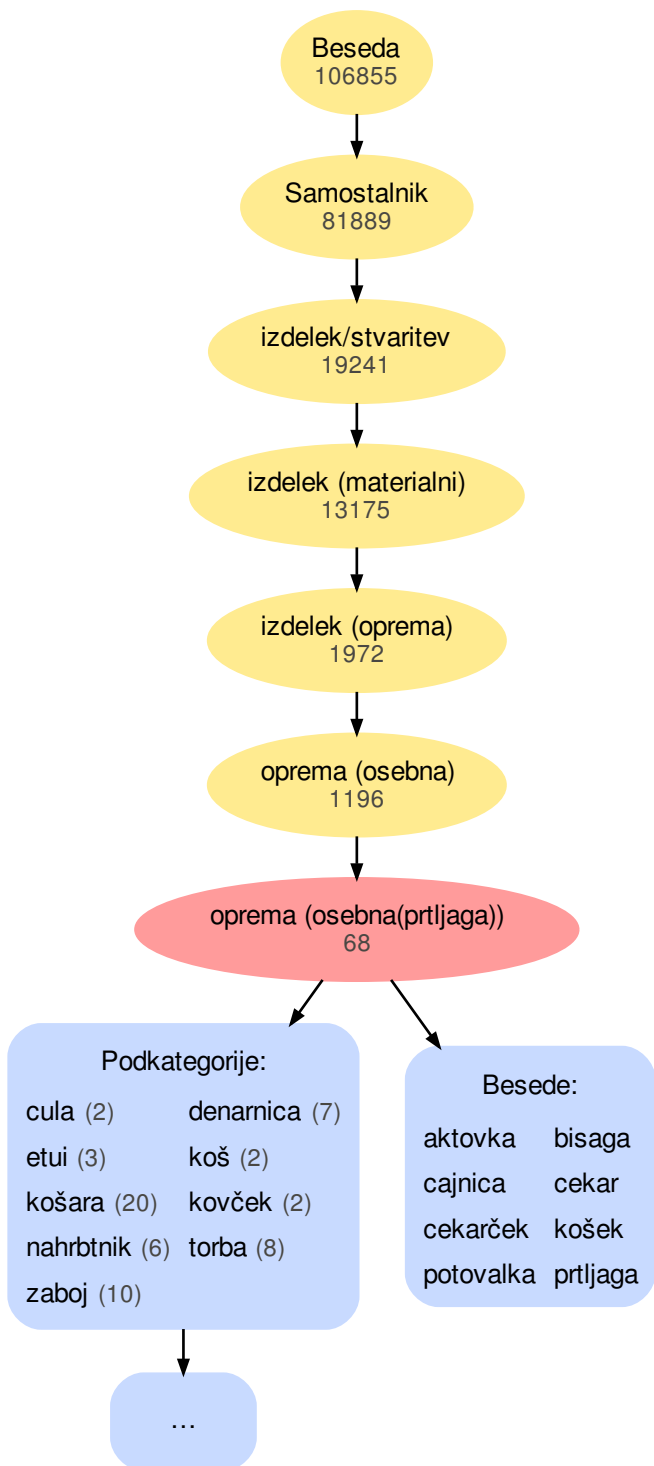 Beseda
106855
Samostalnik
81889
izdelek/stvaritev
19241
izdelek (materialni)
13175
izdelek (oprema)
1972
oprema (osebna)
1196
oprema (osebna(prtljaga))
68
Podkategorije:
cula (2) denarnica (7)
etui (3) koš (2)
košara (20) kovček (2)
nahrbtnik (6) torba (8)
zaboj (10)
Besede:
aktovka bisaga
cajnica cekar
cekarček košek
potovalka prtljaga
...